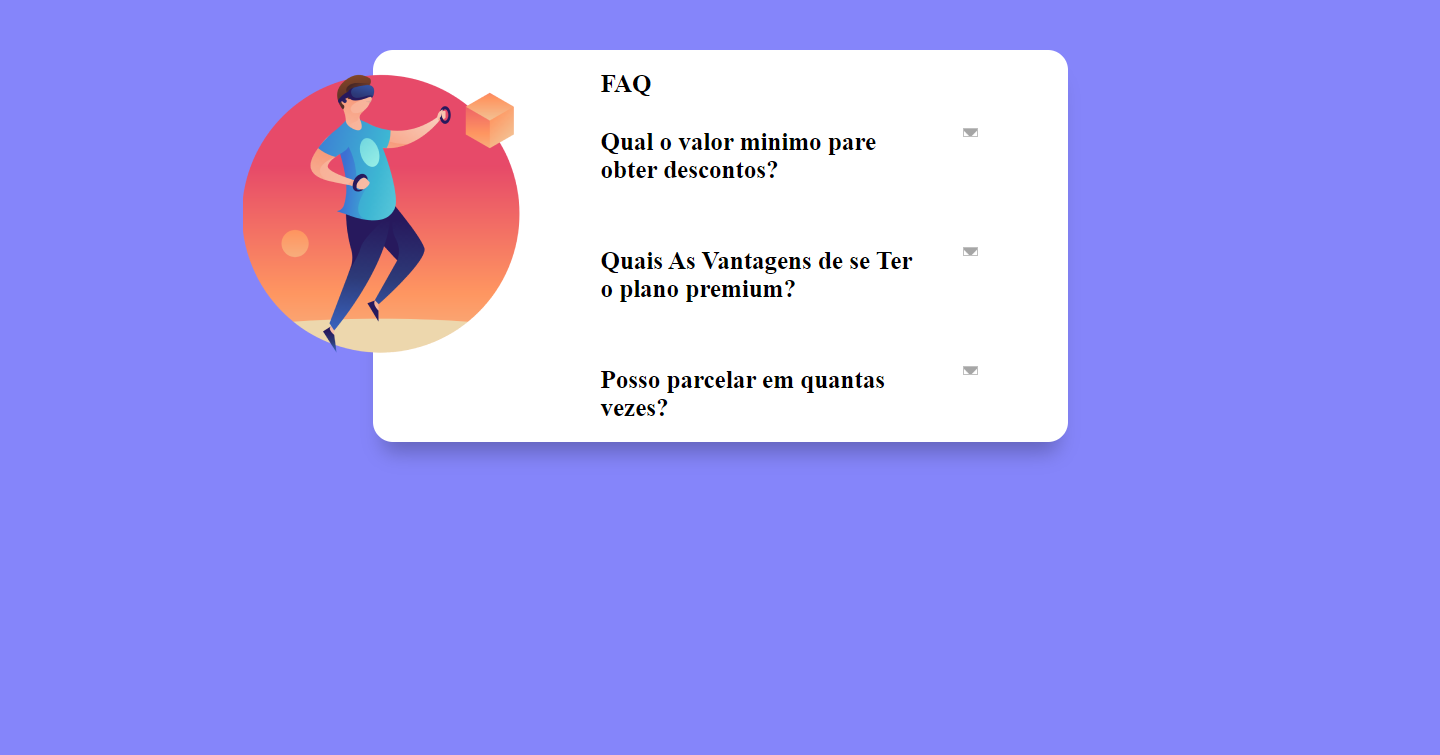 FAQ
Qual o valor minimo pare
obter descontos?
Quais As Vantagens de se Ter
o plano premium?
Posso parcelar em quantas
vezes?